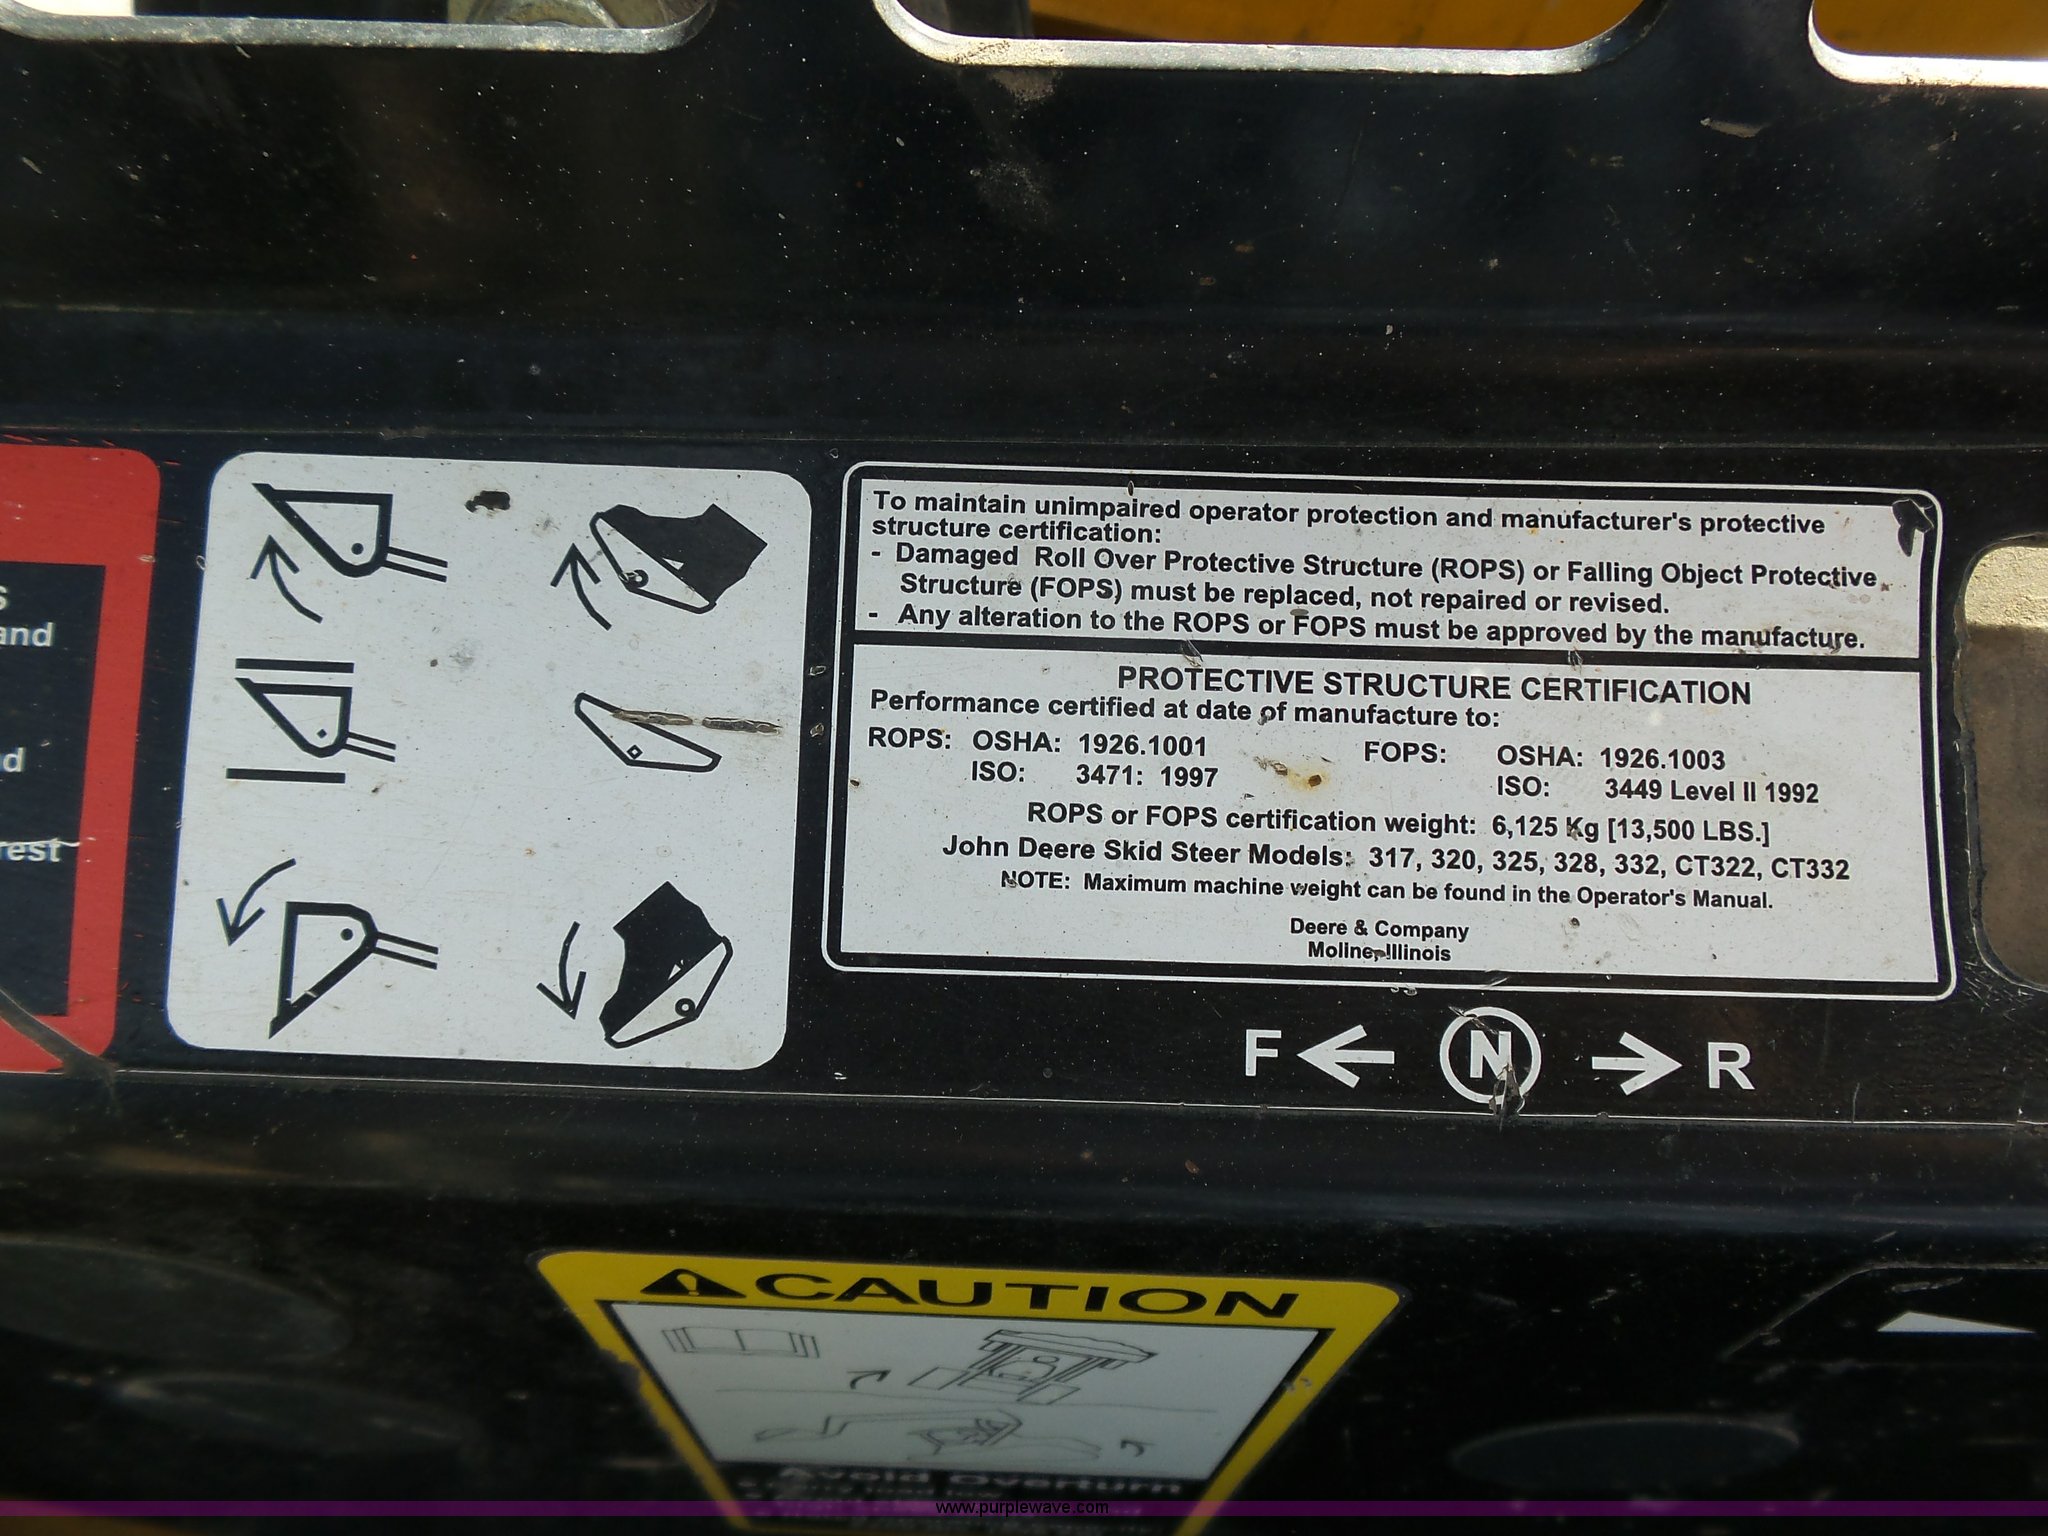 S
and
d
rest
To maintain unimpaired operator protection and manufacturer's protective
structure certification:
- Damaged Roll Over Protective Structure (ROPS) or Falling Object Protective
Structure (FOPS) must be replaced, not repaired or revised.
- Any alteration to the ROPS or FOPS must be approved by the manufacture.
PROTECTIVE STRUCTURE CERTIFICATION
Performance certified at date of manufacture to:
ROPS: OSHA: 1926.1001 FOPS: OSHA: 1926.1003
ISO: 3471: 1997 ISO: 3449 Level II 1992
ROPS or FOPS certification weight: 6,125 Kg [13,500 LBS.]
John Deere Skid Steer Models: 317, 320, 325, 328, 332, CT322, CT332
NOTE: Maximum machine weight can be found in the Operator's Manual.
Deere & Company
Moline, Illinois
F N R
CAUTION
Avoid Overturn
www.purplewave.com